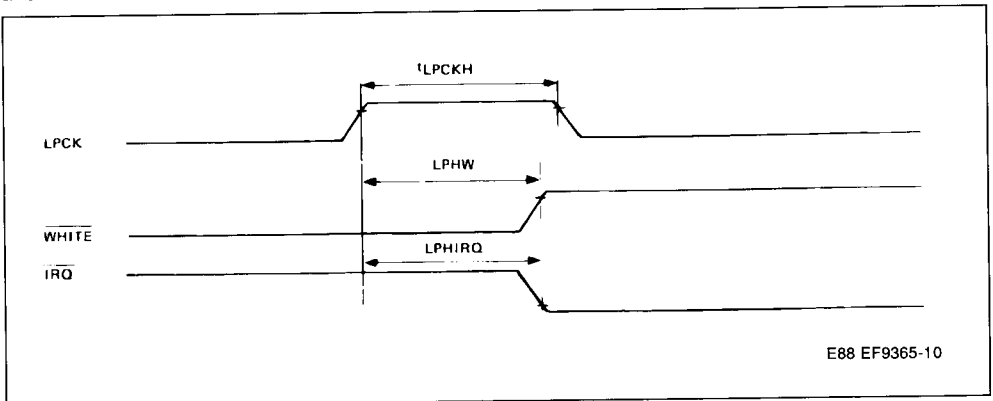 tLPCKH
LPCK
LPHW
WHITE
LPHIRQ
IRQ
E88 EF9365-10